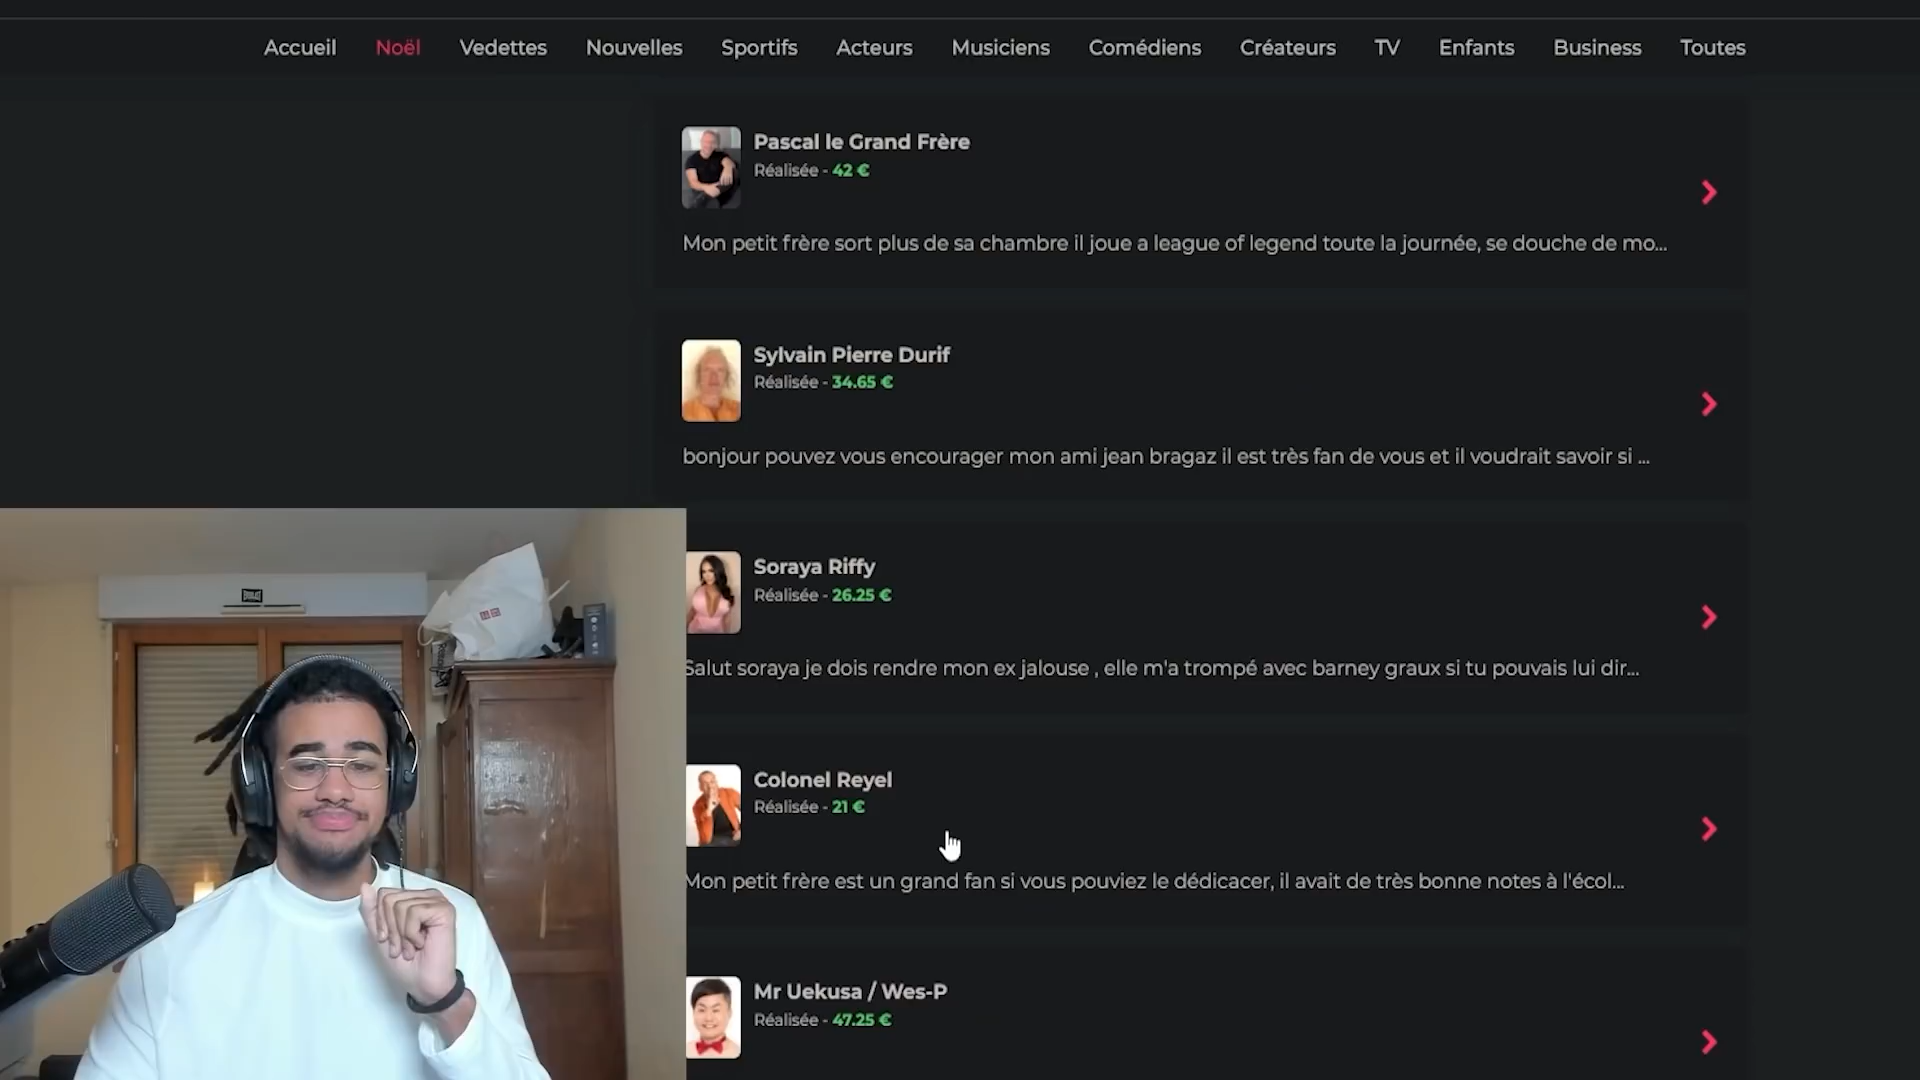 Accueil Noël Vedettes Nouvelles Sportifs Acteurs Musiciens Comédiens Créateurs TV Enfants Business Toutes
Pascal le Grand Frère
Réalisée - 42 €
Mon petit frère sort plus de sa chambre il joue a league of legend toute la journée, se douche de mo...
Sylvain Pierre Durif
Réalisée - 34.65 €
bonjour pouvez vous encourager mon ami jean bragaz il est très fan de vous et il voudrait savoir si ...
Soraya Riffy
Réalisée - 26.25 €
Salut soraya je dois rendre mon ex jalouse , elle m'a trompé avec barney graux si tu pouvais lui dir...
Colonel Reyel
Réalisée - 21 €
Mon petit frère est un grand fan si vous pouviez le dédicacer, il avait de très bonne notes à l'écol...
Mr Uekusa / Wes-P
Réalisée - 47.25 €